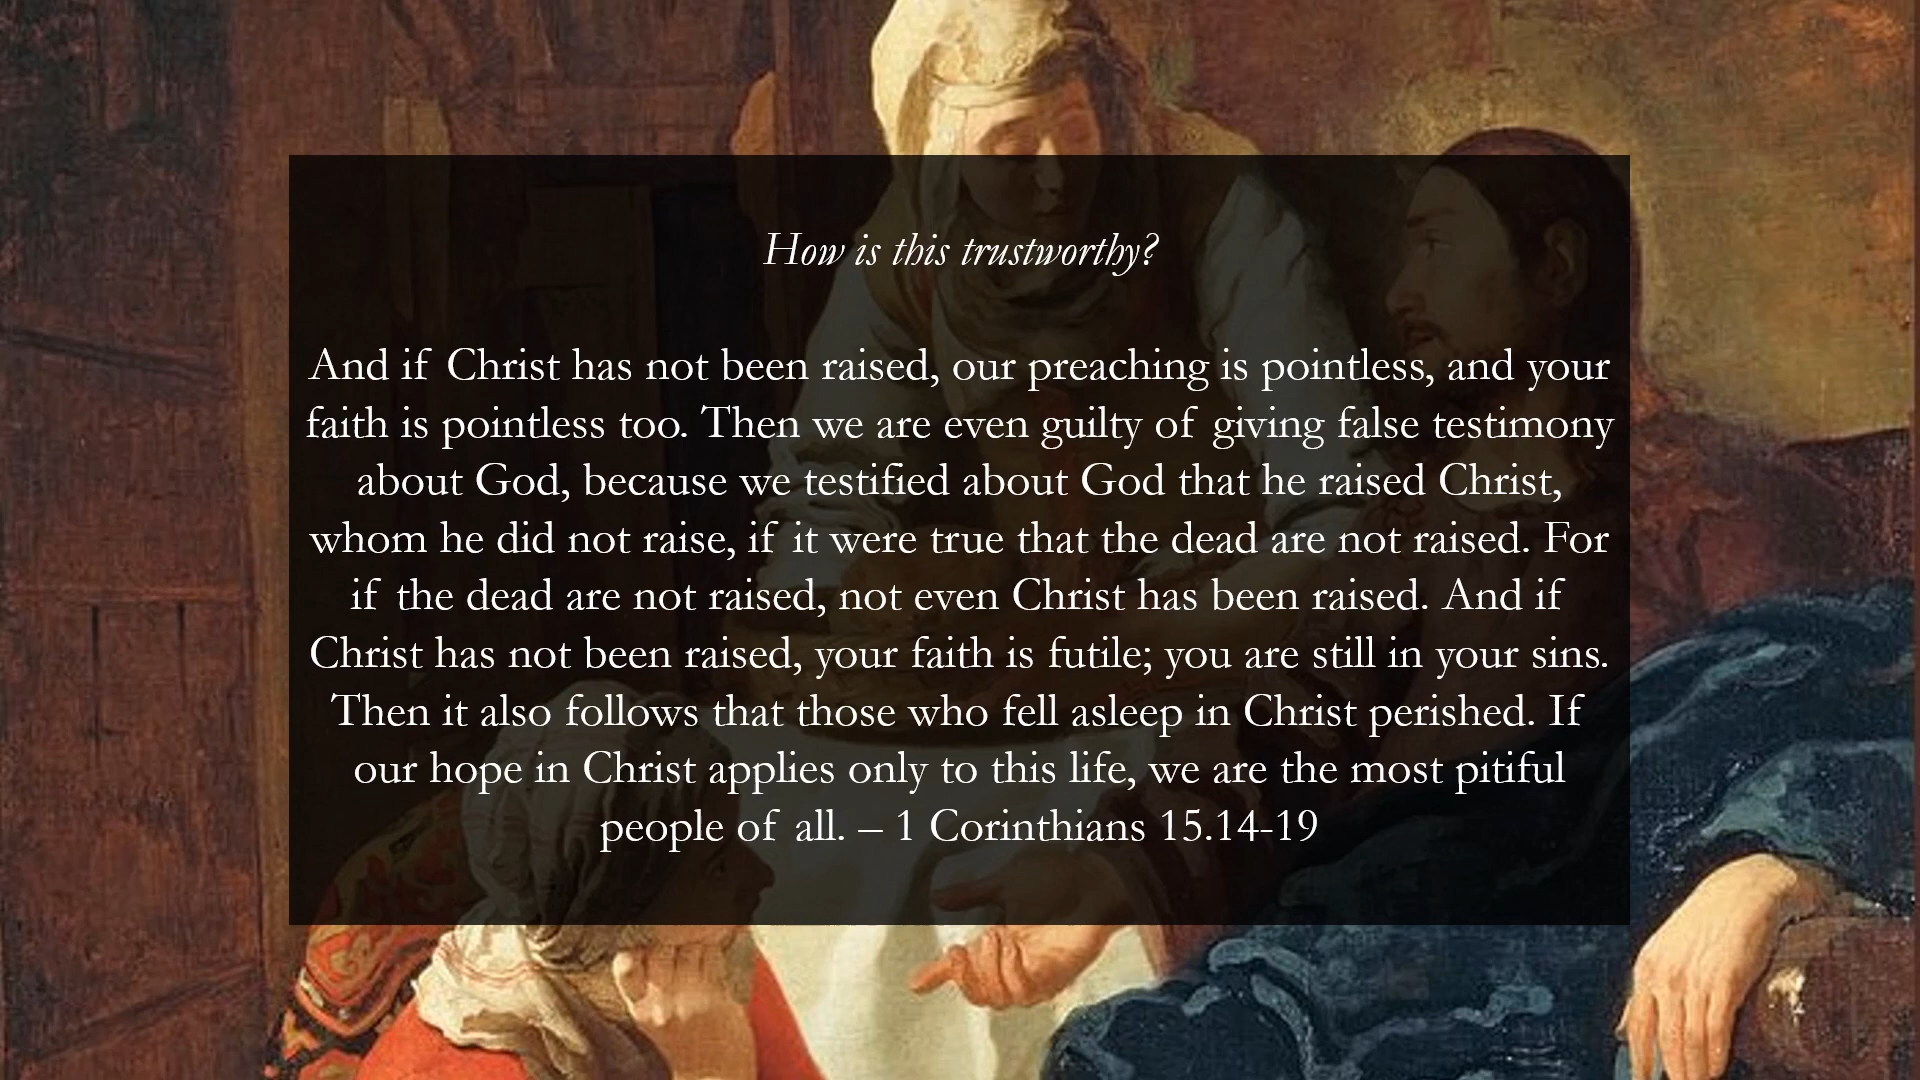 How is this trustworthy?
And if Christ has not been raised, our preaching is pointless, and your
faith is pointless too. Then we are even guilty of giving false testimony
about God, because we testified about God that he raised Christ,
whom he did not raise, if it were true that the dead are not raised. For
if the dead are not raised, not even Christ has been raised. And if
Christ has not been raised, your faith is futile; you are still in your sins.
Then it also follows that those who fell asleep in Christ perished. If
our hope in Christ applies only to this life, we are the most pitiful
people of all. – 1 Corinthians 15.14-19